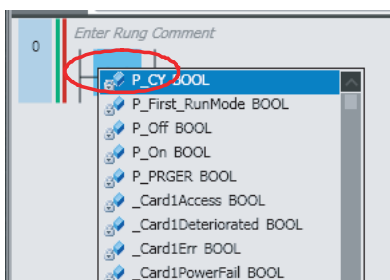 Enter Rung Comment
0
P_CY BOOL
P_First_RunMode BOOL
P_Off BOOL
P_On BOOL
P_PRGER BOOL
_Card1Access BOOL
_Card1Deteriorated BOOL
_Card1Err BOOL
_Card1PowerFail BOOL